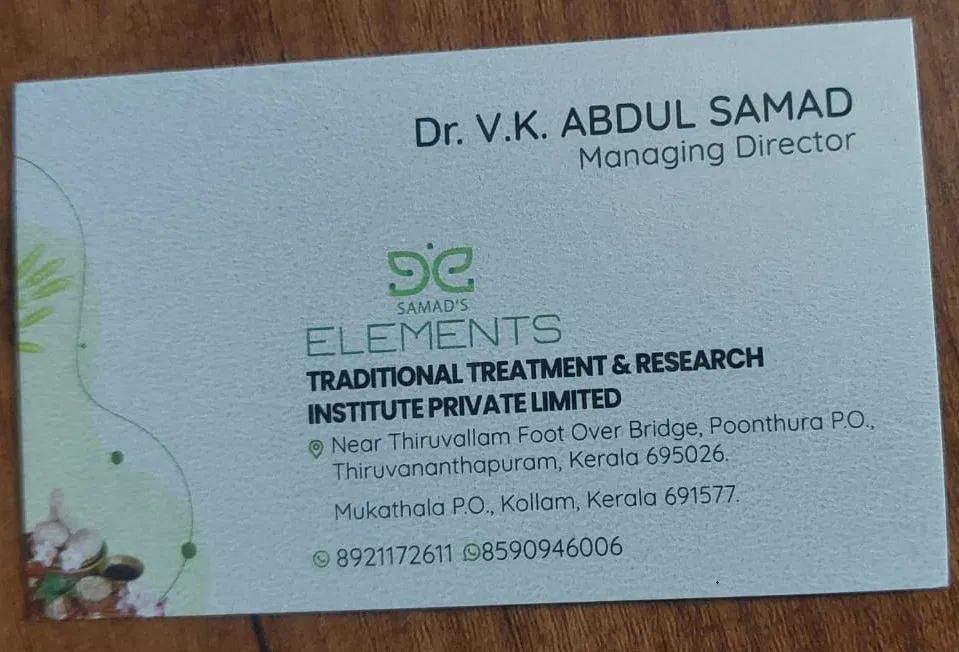 Dr. V.K. ABDUL SAMAD
Managing Director
SAMAD'S
ELEMENTS
TRADITIONAL TREATMENT & RESEARCH
INSTITUTE PRIVATE LIMITED
Near Thiruvallam Foot Over Bridge, Poonthura P.O.,
Thiruvananthapuram, Kerala 695026.
Mukathala P.O., Kollam, Kerala 691577.
8921172611 8590946006